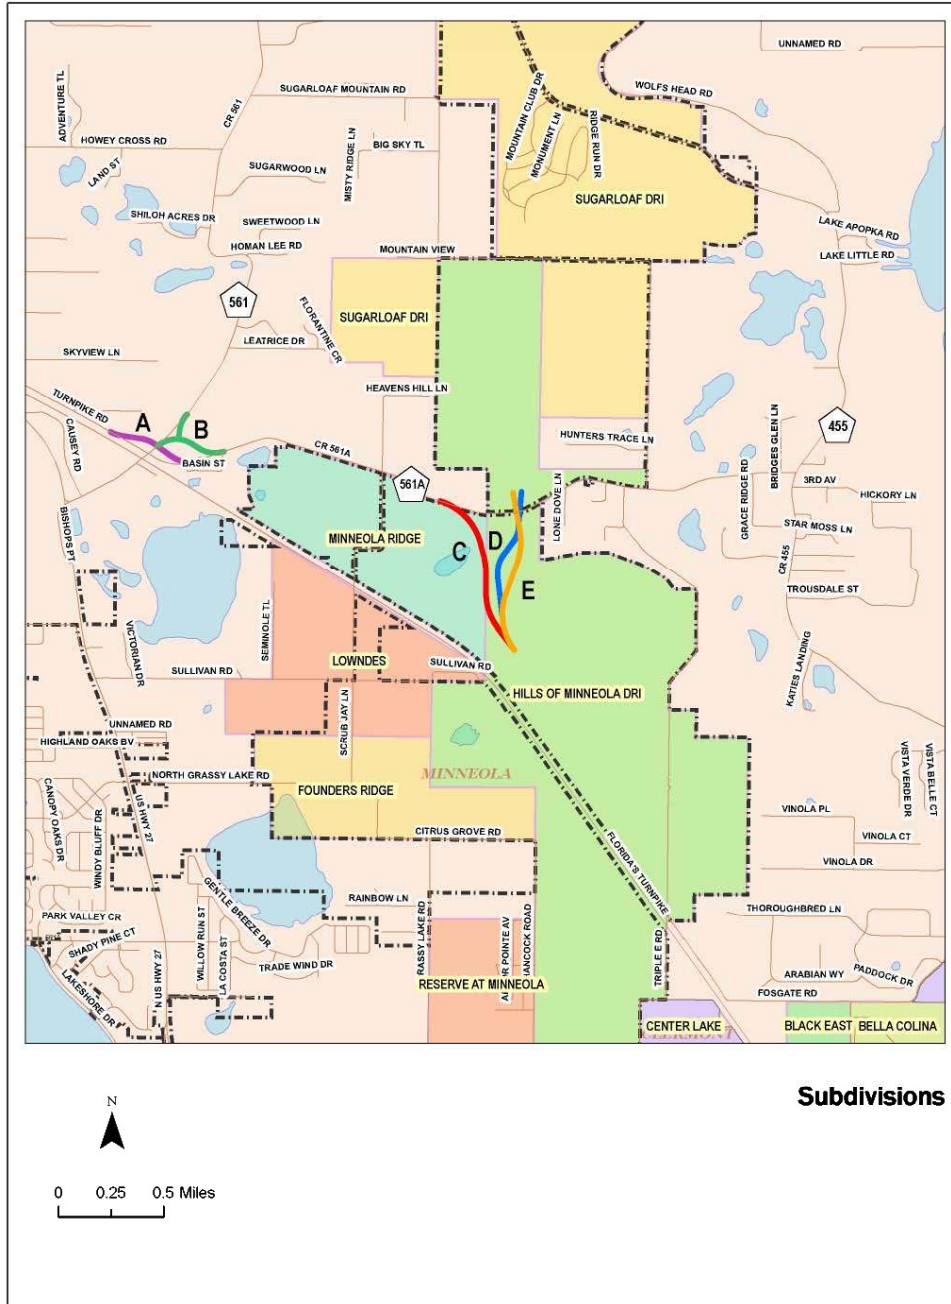 UNNAMED RD
ADVENTURE TL
CR 561
SUGARLOAF MOUNTAIN RD
MOUNTAIN CLUB DR
WOLFS HEAD RD
MONUMENT LN
RIDGE RUN DR
HOWEY CROSS RD
MISTY RIDGE LN
BIG SKY TL
LAND ST
SUGARWOOD LN
SUGARLOAF DRI
SHILOH ACRES DR
SWEETWOOD LN
LAKE APOPKA RD
HOMAN LEE RD
MOUNTAIN VIEW
LAKE LITTLE RD
561
FLORANTINE CR
SUGARLOAF DRI
LEATRICE DR
SKYVIEW LN
HEAVENS HILL LN
TURNPIKE RD
A
B
CAUSEY RD
BASIN ST
CR 561A
HUNTERS TRACE LN
BRIDGES GLEN LN
455
561A
LONE DOVE LN
GRACE RIDGE RD
3RD AV
HICKORY LN
BISHOPS PT
MINNEOLA RIDGE
C
D
E
STAR MOSS LN
CR 455
TROUSDALE ST
SEMINOLE TL
VICTORIAN DR
SULLIVAN RD
LOWNDES
SULLIVAN RD
KATIES LANDING
HILLS OF MINNEOLA DRI
SCRUB JAY LN
UNNAMED RD
HIGHLAND OAKS BV
NORTH GRASSY LAKE RD
MINNEOLA
VISTA VERDE DR
VISTA BELLE CT
CANOPY OAKS DR
WINDY BLUFF DR
US HWY 27
FOUNDERS RIDGE
VINOLA PL
CITRUS GROVE RD
VINOLA CT
FLORIDA'S TURNPIKE
VINOLA DR
GENTLE BREEZE DR
RAINBOW LN
THOROUGHBRED LN
PARK VALLEY CR
WILLOW RUN ST
LA COSTA ST
RASSY LAKE RD
POINTE AV
HANCOCK ROAD
SHADY PINE CT
TRADE WIND DR
TRIPLE E RD
ARABIAN WY
PADDOCK DR
LAKESHORE DR
N US HWY 27
RESERVE AT MINNEOLA
FOSGATE RD
CENTER LAKE
BLACK EAST
BELLA COLINA
CLERMONT
Subdivisions
N
0 0.25 0.5 Miles